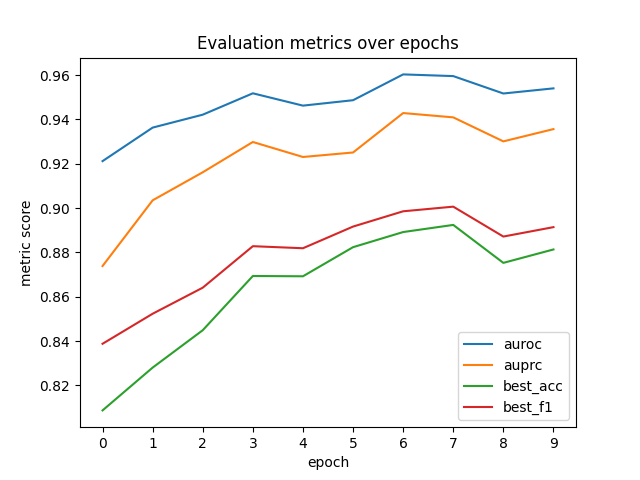 Evaluation metrics over epochs
metric score
0.96
0.94
0.92
0.90
0.88
0.86
0.84
0.82
auroc
auprc
best_acc
best_f1
0 1 2 3 4 5 6 7 8 9
epoch